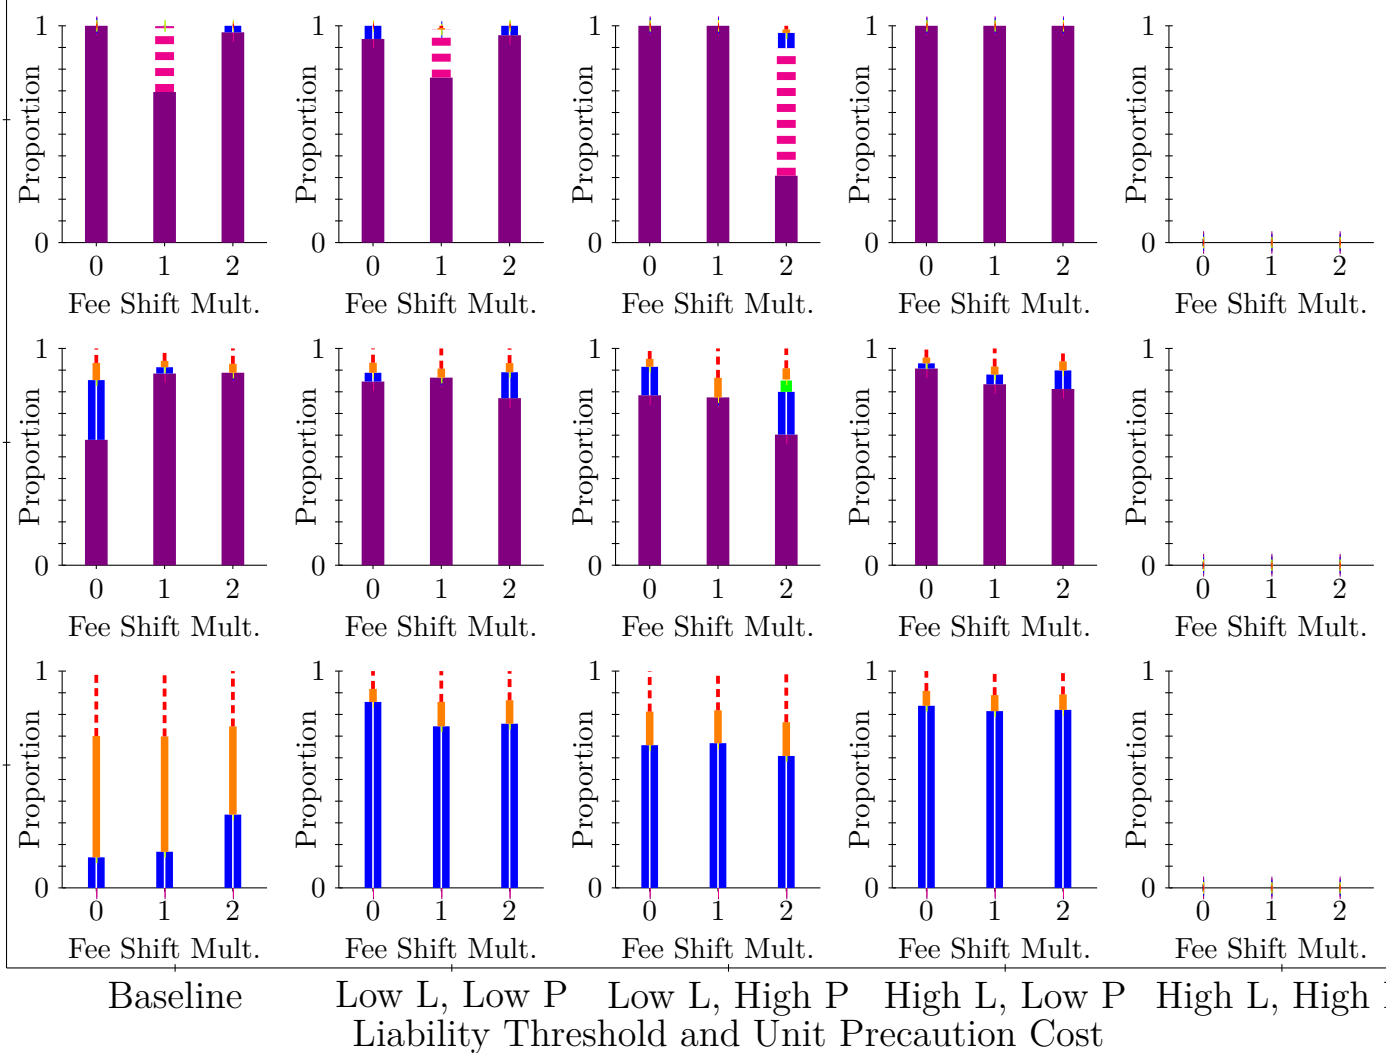 1 1 1 1 1
Proportion Proportion Proportion Proportion Proportion
0 0 0 0 0
0 1 2 0 1 2 0 1 2 0 1 2 0 1 2
Fee Shift Mult. Fee Shift Mult. Fee Shift Mult. Fee Shift Mult. Fee Shift Mult.
1 1 1 1 1
Proportion Proportion Proportion Proportion Proportion
0 0 0 0 0
0 1 2 0 1 2 0 1 2 0 1 2 0 1 2
Fee Shift Mult. Fee Shift Mult. Fee Shift Mult. Fee Shift Mult. Fee Shift Mult.
1 1 1 1 1
Proportion Proportion Proportion Proportion Proportion
0 0 0 0 0
0 1 2 0 1 2 0 1 2 0 1 2 0 1 2
Fee Shift Mult. Fee Shift Mult. Fee Shift Mult. Fee Shift Mult. Fee Shift Mult.
Baseline Low L, Low P Low L, High P High L, Low P High L, High
Liability Threshold and Unit Precaution Cost